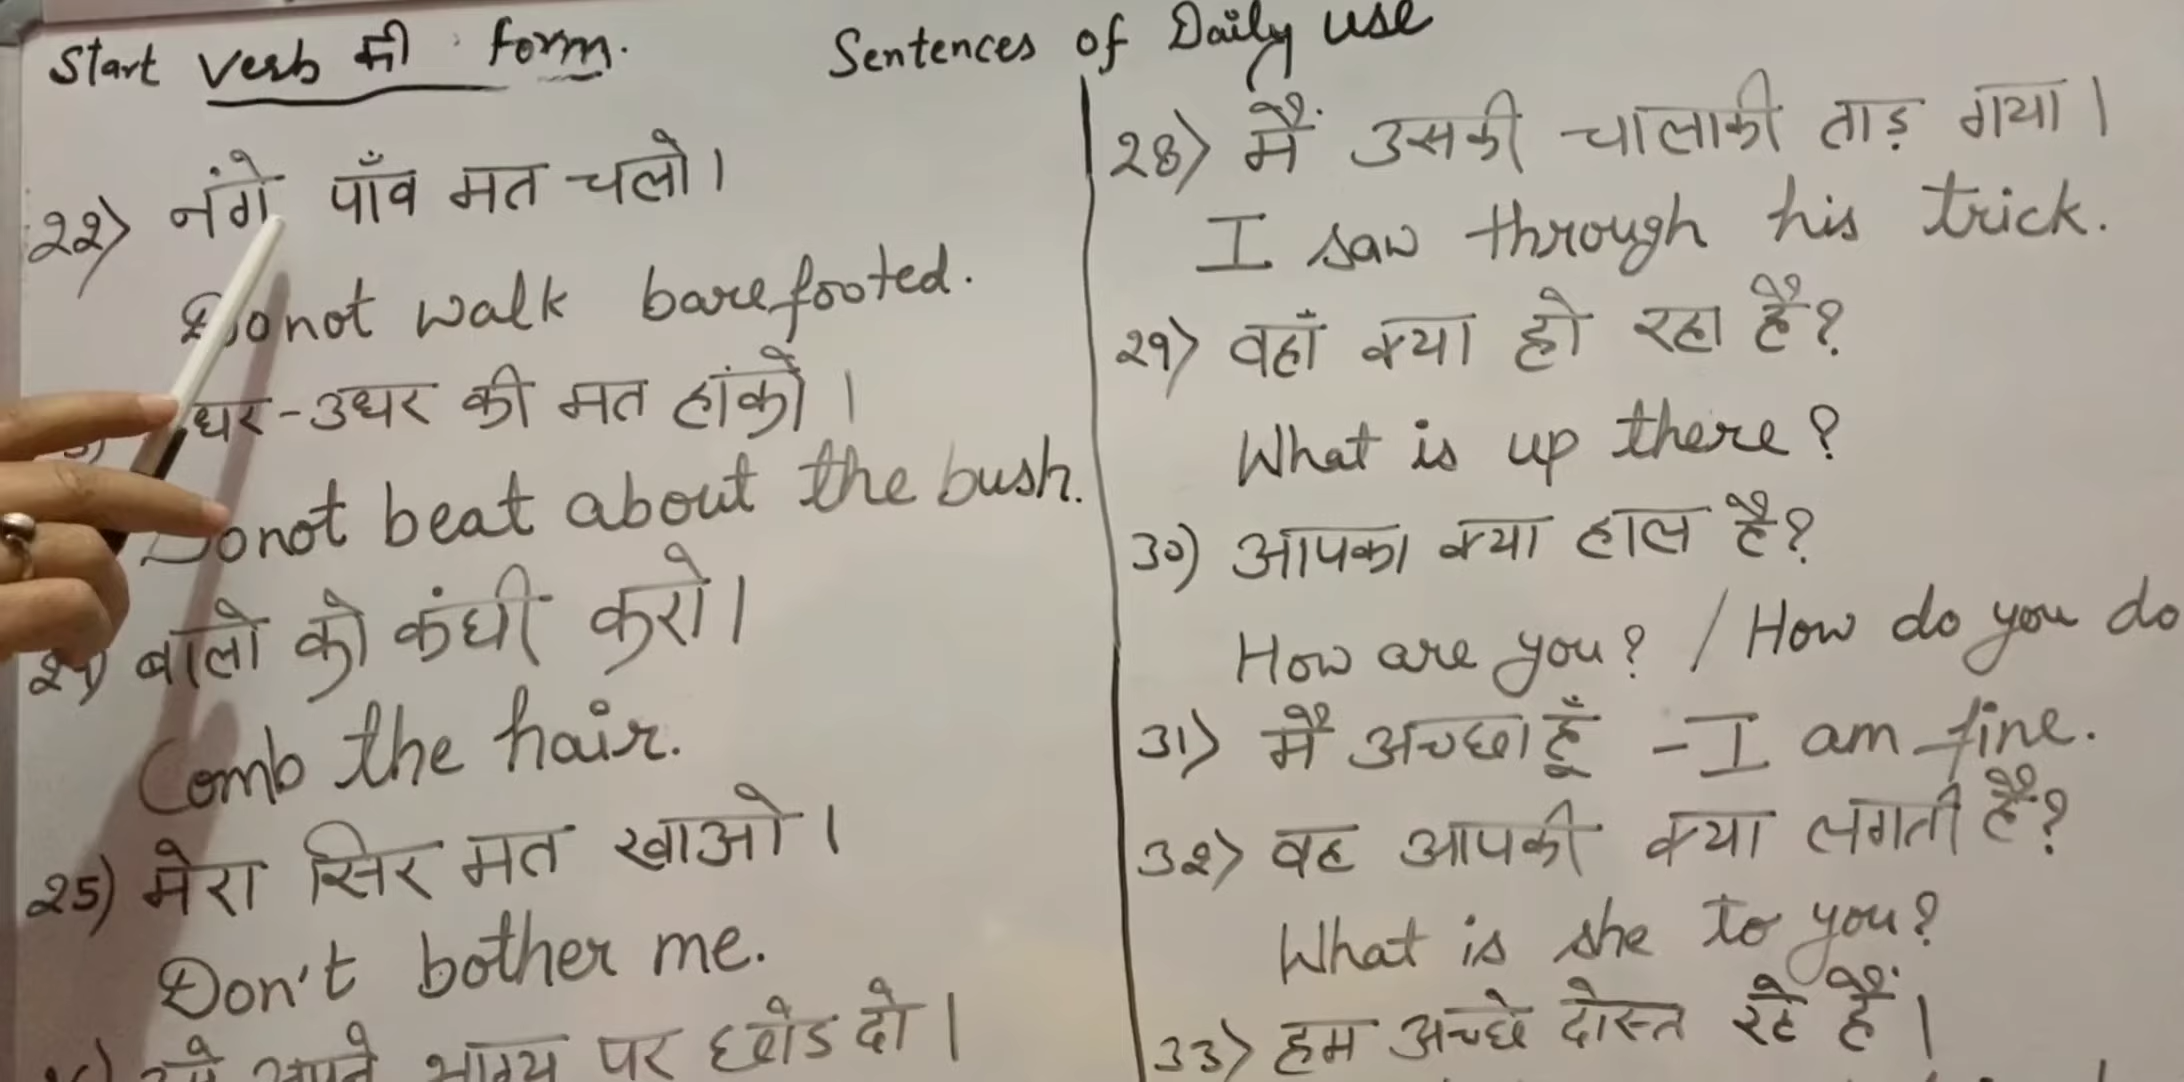 Start verb की form.
Sentences of Daily use
22) नंगे पाँव मत चलो।
Donot walk barefooted.
धर-उधर की मत हांको।
Donot beat about the bush.
24) बालो को कंघी करो।
Comb the hair.
25) मेरा सिर मत खाओ।
Don't bother me.
अपने भाग्य पर छोड दो।
28) मैं उसकी चालाकी ताड़ गया।
I saw through his trick.
29) वहाँ क्या हो रहा है?
What is up there?
30) आपका क्या हाल है?
How are you? / How do you do
31) मैं अच्छा हूँ - I am fine.
32) वह आपकी क्या लगती है?
What is she to you?
33) हम अच्छे दोस्त रहे हैं।